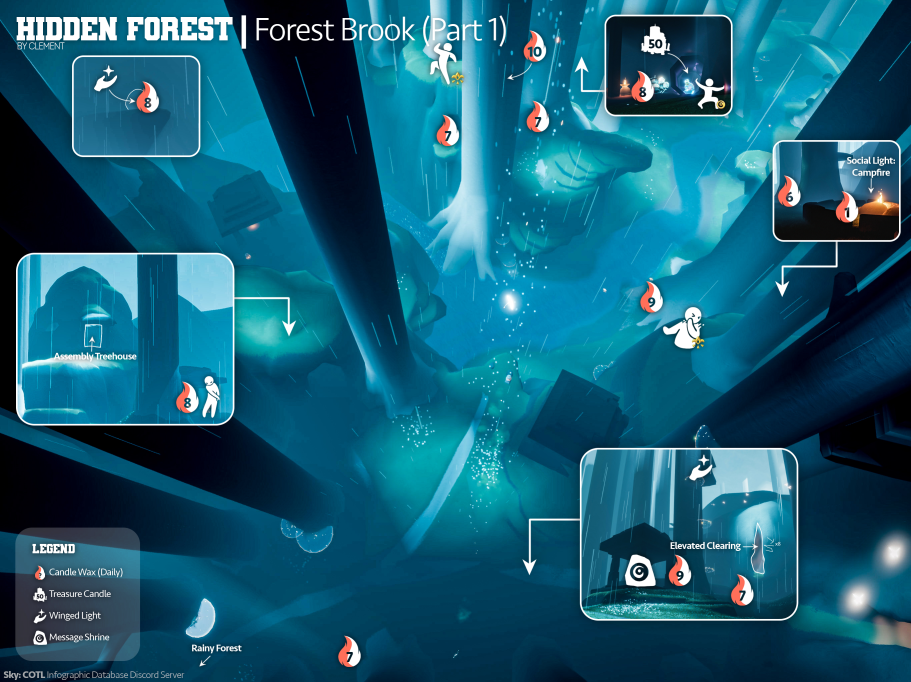 HIDDEN FOREST | Forest Brook (Part 1)
BY CLEMENT
8
10
7
7
50
8
Social Light:
Campfire
6
1
9
Assembly Treehouse
8
Elevated Clearing
9
7
LEGEND
Candle Wax (Daily)
50
Treasure Candle
Winged Light
Message Shrine
Rainy Forest
7
Sky: COTL Infographic Database Discord Server